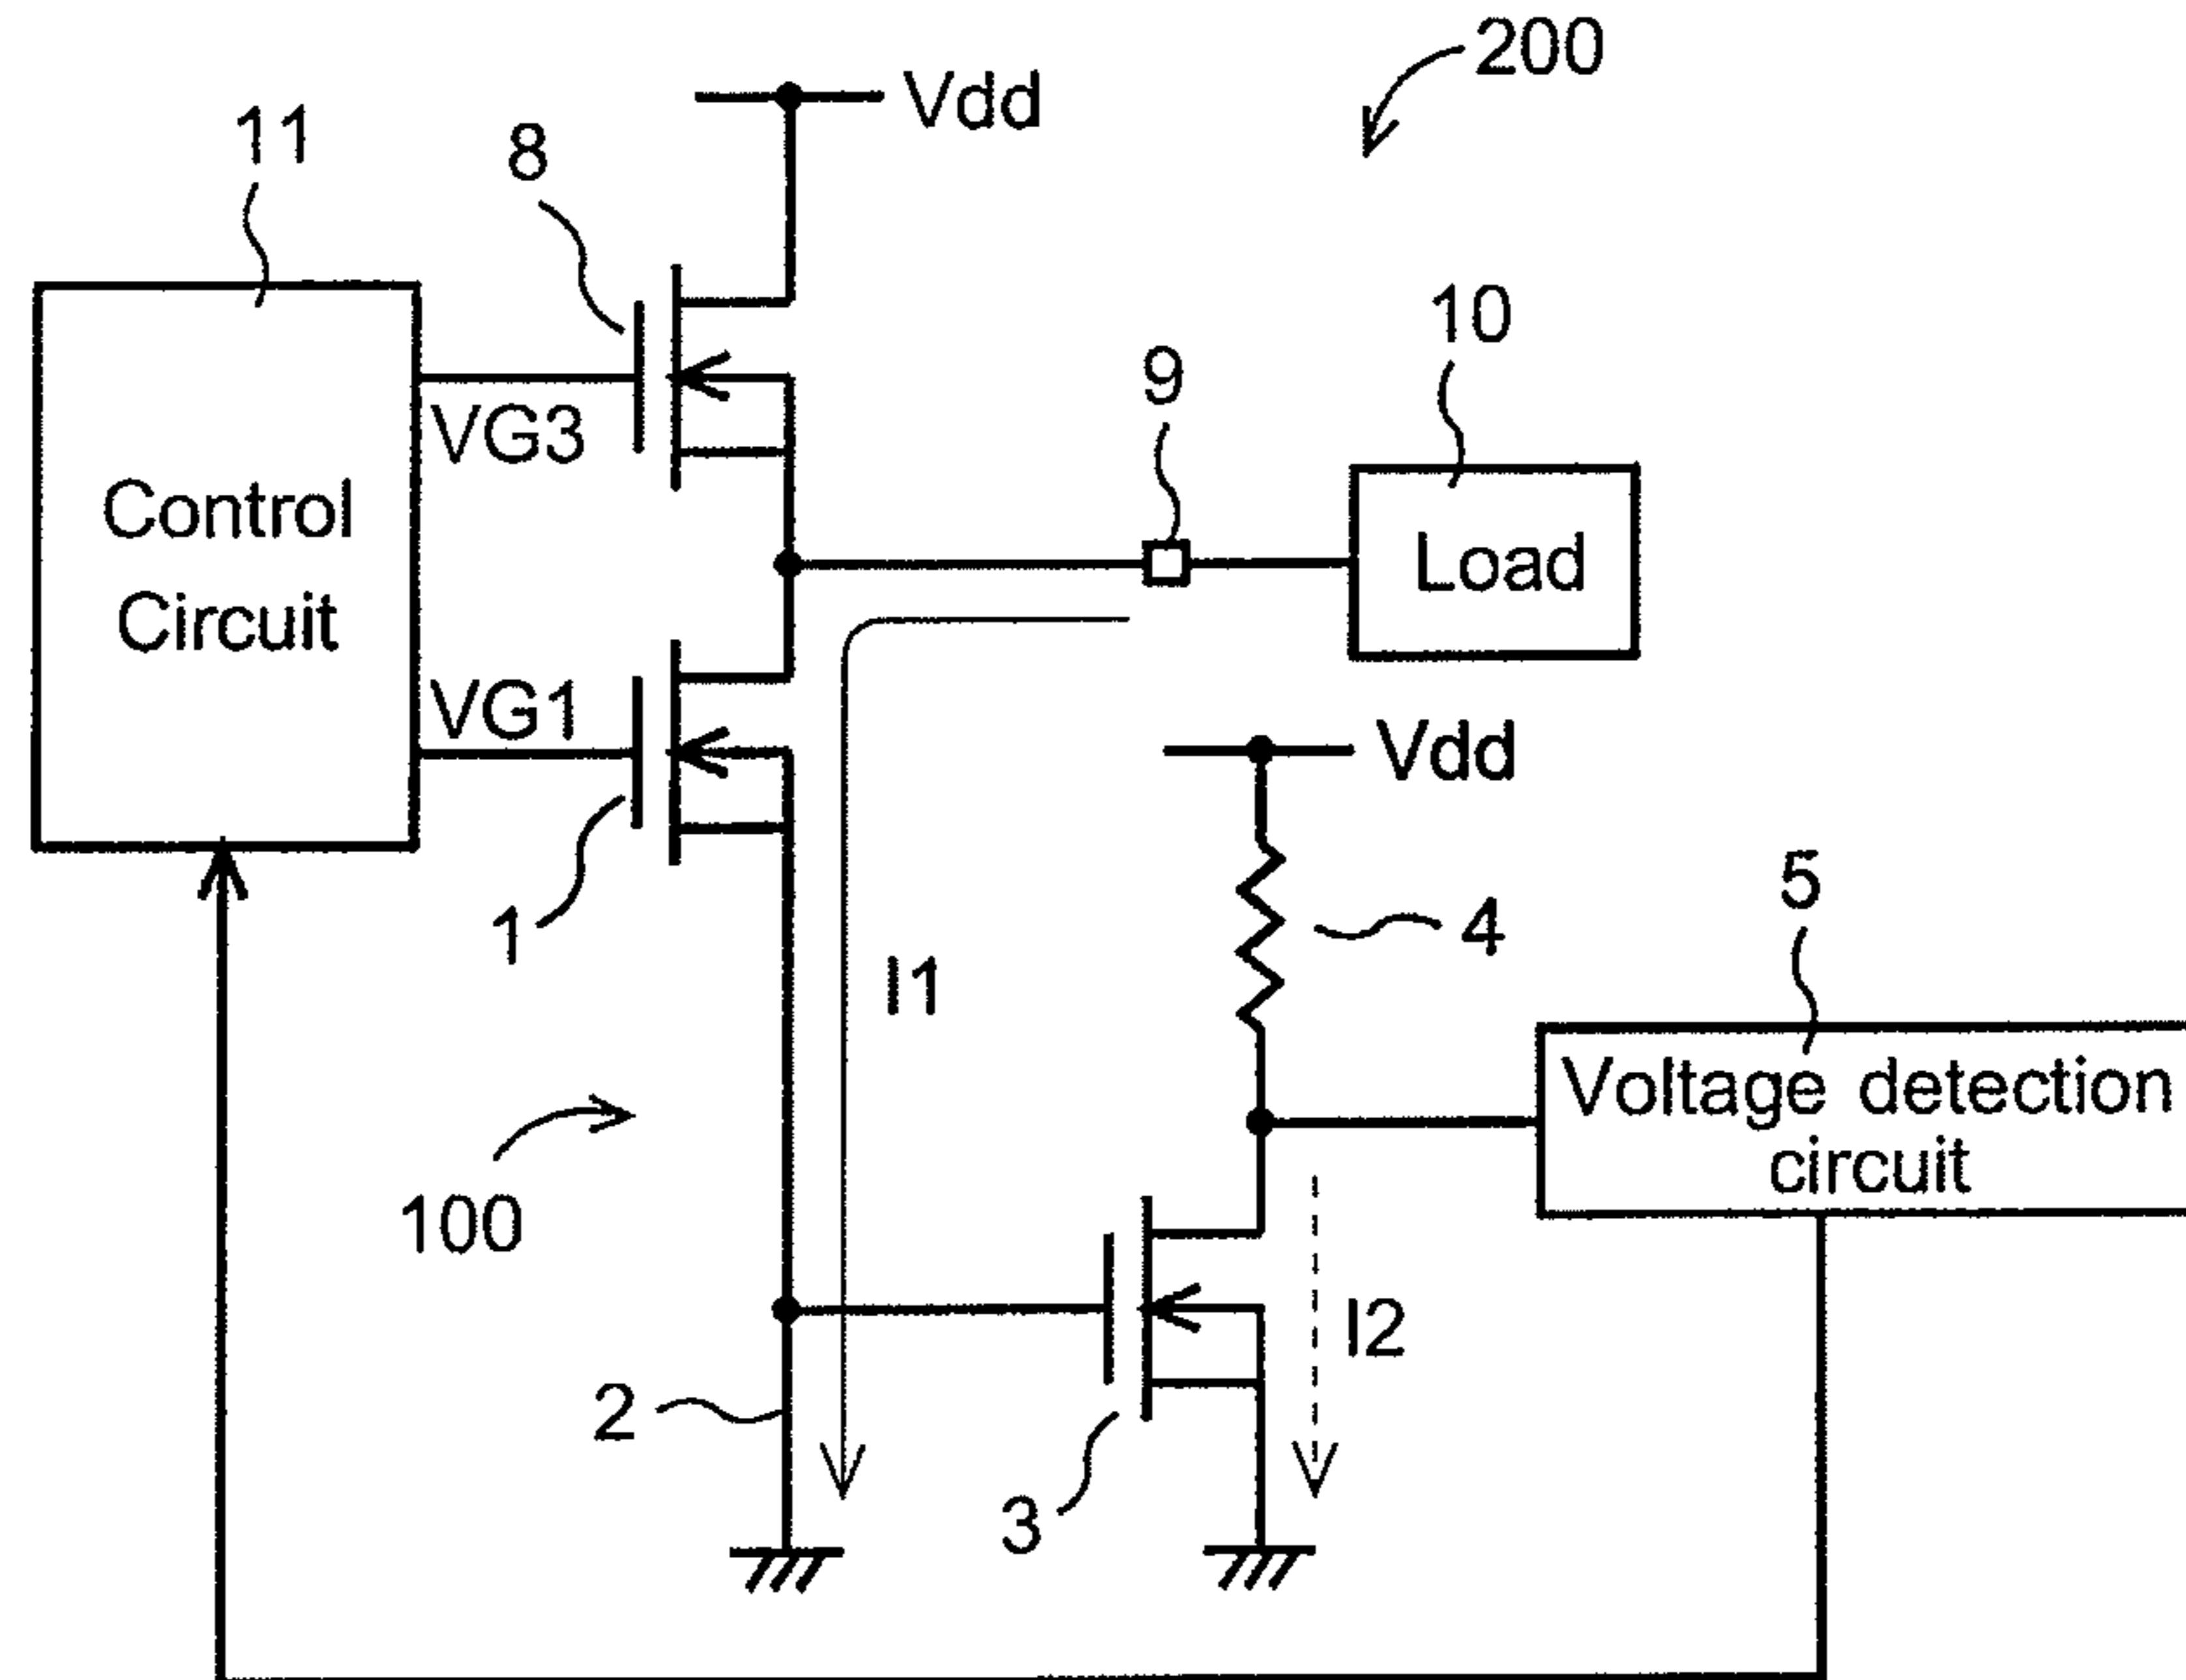 200
Vdd
11
8
10
9
VG3
Control
Circuit
Load
VG1
Vdd
5
1
4
I1
Voltage detection
circuit
100
I2
2
3